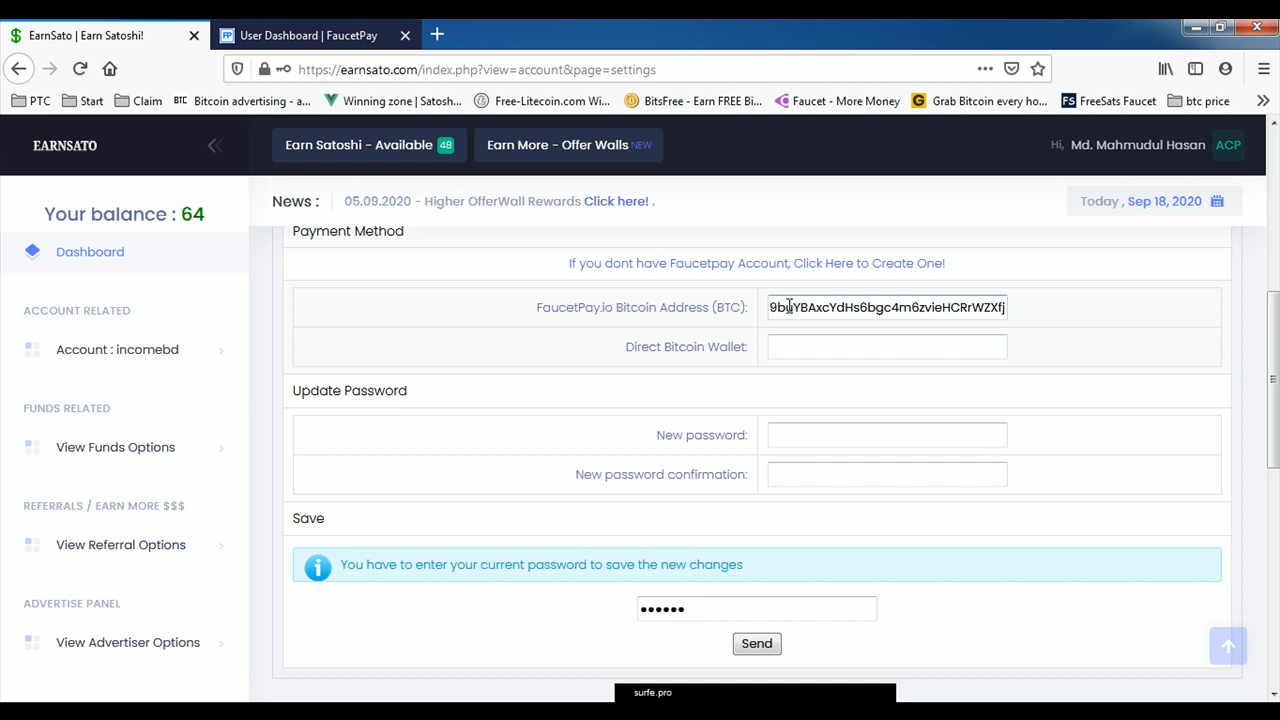 EarnSato | Earn Satoshi!
User Dashboard | FaucetPay
https://earnsato.com/index.php?view=account&page=settings
PTC
Start
Claim
BTC Bitcoin advertising - a...
Winning zone | Satosh...
Free-Litecoin.com Wi...
BitsFree - Earn FREE Bi...
Faucet - More Money
Grab Bitcoin every ho...
FS FreeSats Faucet
btc price
EARNSATO
Earn Satoshi - Available 48
Earn More - Offer Walls NEW
Hi, Md. Mahmudul Hasan ACP
Your balance : 64
News :
05.09.2020 - Higher OfferWall Rewards Click here! .
Today , Sep 18, 2020
Dashboard
ACCOUNT RELATED
Account : incomebd
FUNDS RELATED
View Funds Options
REFERRALS / EARN MORE $$$
View Referral Options
ADVERTISE PANEL
View Advertiser Options
Payment Method
If you dont have Faucetpay Account, Click Here to Create One!
FaucetPay.io Bitcoin Address (BTC):
Direct Bitcoin Wallet:
Update Password
New password:
New password confirmation:
Save
You have to enter your current password to save the new changes
••••••
Send
surfe.pro